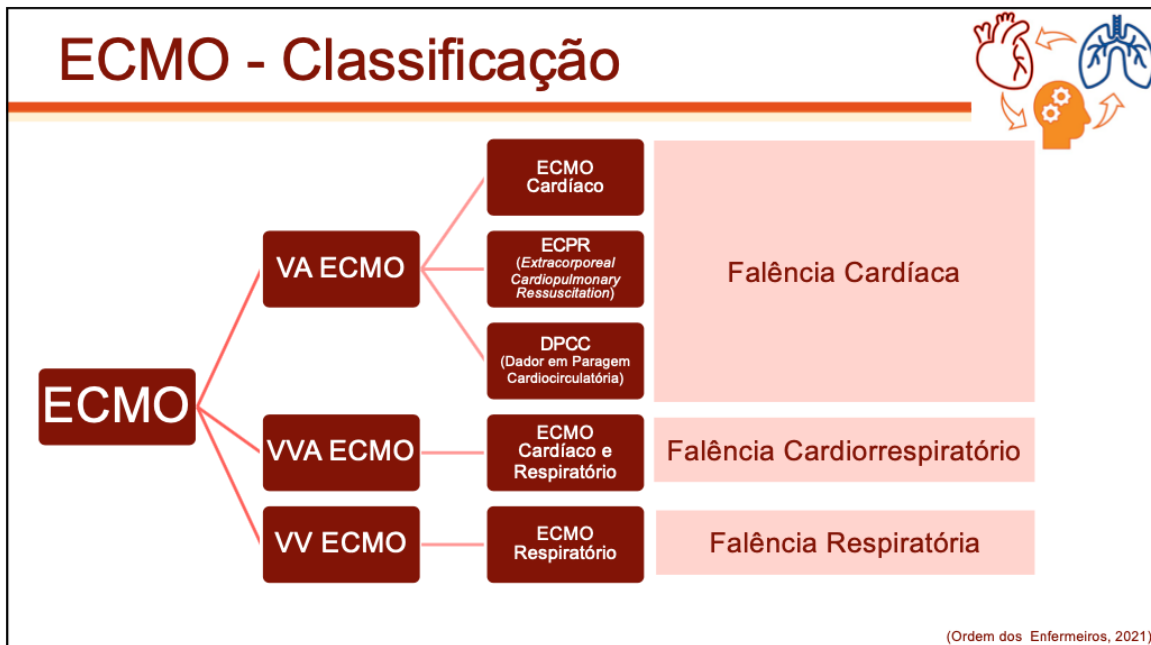 ECMO - Classificação
ECMO
VA ECMO
ECMO
Cardíaco
ECPR
(Extracorporeal
Cardiopulmonary
Ressuscitation)
DPCC
(Dador em Paragem
Cardiocirculatória)
Falência Cardíaca
VVA ECMO
ECMO
Cardíaco e
Respiratório
Falência Cardiorrespiratório
VV ECMO
ECMO
Respiratório
Falência Respiratória
(Ordem dos Enfermeiros, 2021)